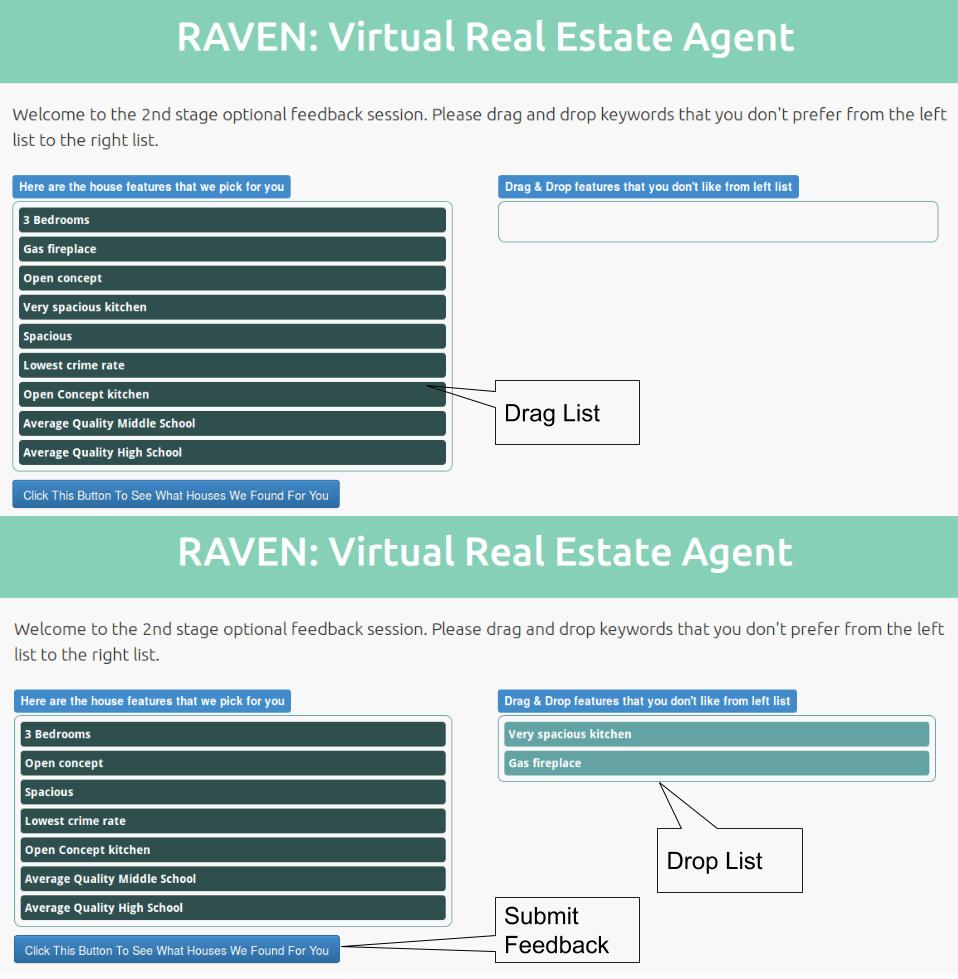 RAVEN: Virtual Real Estate Agent
Welcome to the 2nd stage optional feedback session. Please drag and drop keywords that you don't prefer from the left
list to the right list.
Here are the house features that we pick for you
Drag & Drop features that you don't like from left list
3 Bedrooms
Gas fireplace
Open concept
Very spacious kitchen
Spacious
Lowest crime rate
Open Concept kitchen
Average Quality Middle School
Average Quality High School
Drag List
Click This Button To See What Houses We Found For You
RAVEN: Virtual Real Estate Agent
Welcome to the 2nd stage optional feedback session. Please drag and drop keywords that you don't prefer from the left
list to the right list.
Here are the house features that we pick for you
Drag & Drop features that you don't like from left list
3 Bedrooms
Open concept
Spacious
Lowest crime rate
Open Concept kitchen
Average Quality Middle School
Average Quality High School
Very spacious kitchen
Gas fireplace
Drop List
Click This Button To See What Houses We Found For You
Submit
Feedback